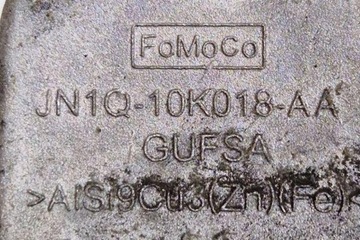 FoMoCo
JN1Q-10K018-AA
GUFSA
>AlSi9Cu3(Zn)(Fe)<